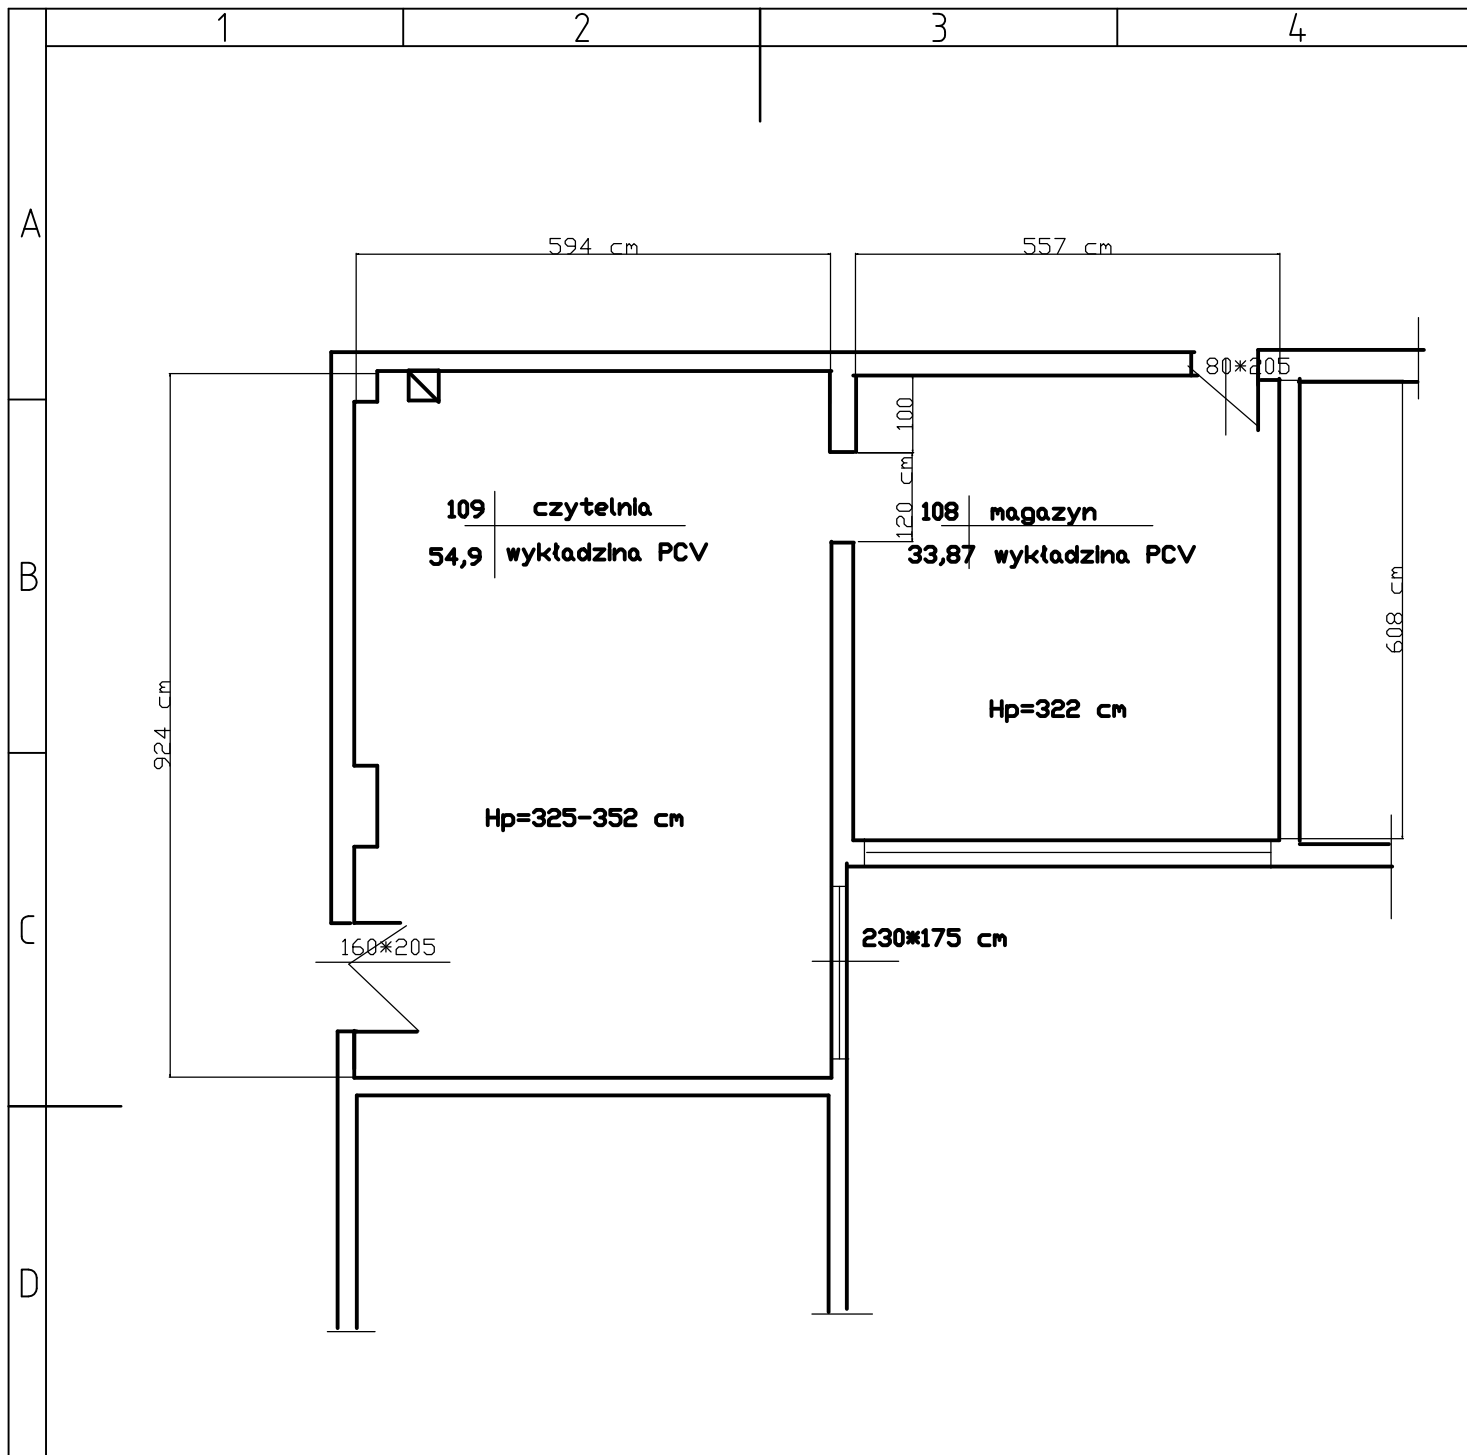 1 2 3 4
A
594 cm 557 cm
80*205
100
109 czytelnia
120 cm
108 magazyn
54,9 wykładzina PCV
33,87 wykładzina PCV
B
608 cm
924 cm
Hp=322 cm
Hp=325-352 cm
C
160*205
230*175 cm
D